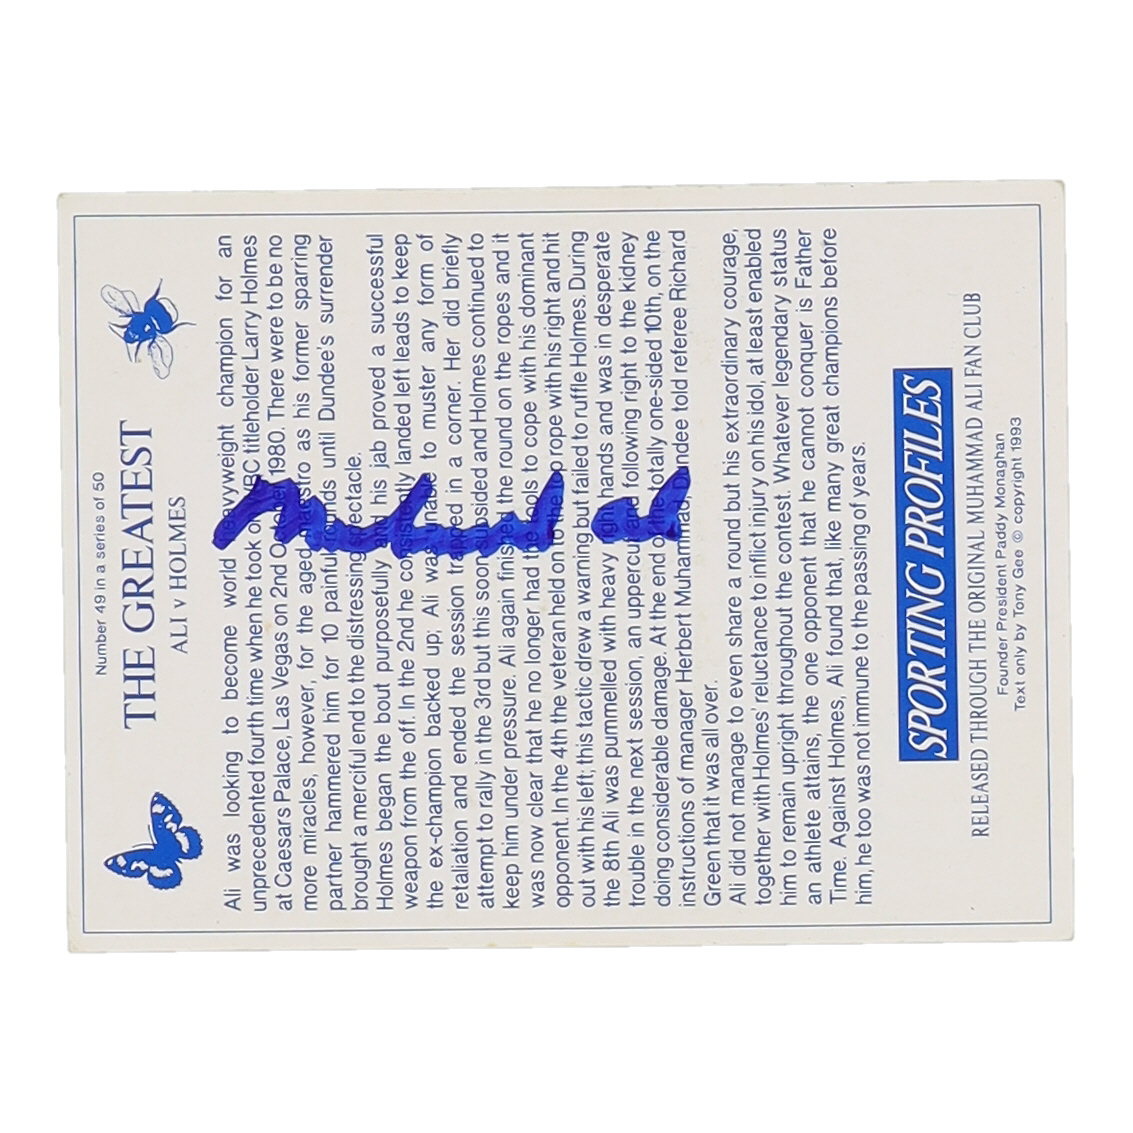 Number 49 in a series of 50
THE GREATEST
ALI v HOLMES
Ali was looking to become world heavyweight champion for an
unprecedented fourth time when he took on WBC titleholder Larry Holmes
at Caesars Palace, Las Vegas on 2nd October 1980. There were to be no
more miracles, however, for the aged maestro as his former sparring
partner hammered him for 10 painful rounds until Dundee's surrender
brought a merciful end to the distressing spectacle.
Holmes began the bout purposefully and his jab proved a successful
weapon from the off. In the 2nd he consistently landed left leads to keep
the ex-champion backed up; Ali was unable to muster any form of
retaliation and ended the session trapped in a corner. Her did briefly
attempt to rally in the 3rd but this soon subsided and Holmes continued to
keep him under pressure. Ali again finished the round on the ropes and it
was now clear that he no longer had the tools to cope with his dominant
opponent. In the 4th the veteran held on to the top rope with his right and hit
out with his left; this tactic drew a warning but failed to ruffle Holmes. During
the 8th Ali was pummelled with heavy right hands and was in desperate
trouble in the next session, an uppercut and following right to the kidney
doing considerable damage. At the end of the totally one-sided 10th, on the
instructions of manager Herbert Muhammad, Dundee told referee Richard
Green that it was all over.
Ali did not manage to even share a round but his extraordinary courage,
together with Holmes' reluctance to inflict injury on his idol, at least enabled
him to remain upright throughout the contest. Whatever legendary status
an athlete attains, the one opponent that he cannot conquer is Father
Time. Against Holmes, Ali found that, like many great champions before
him, he too was not immune to the passing of years.
SPORTING PROFILES
RELEASED THROUGH THE ORIGINAL MUHAMMAD ALI FAN CLUB
Founder President Paddy Monaghan
Text only by Tony Gee © copyright 1993